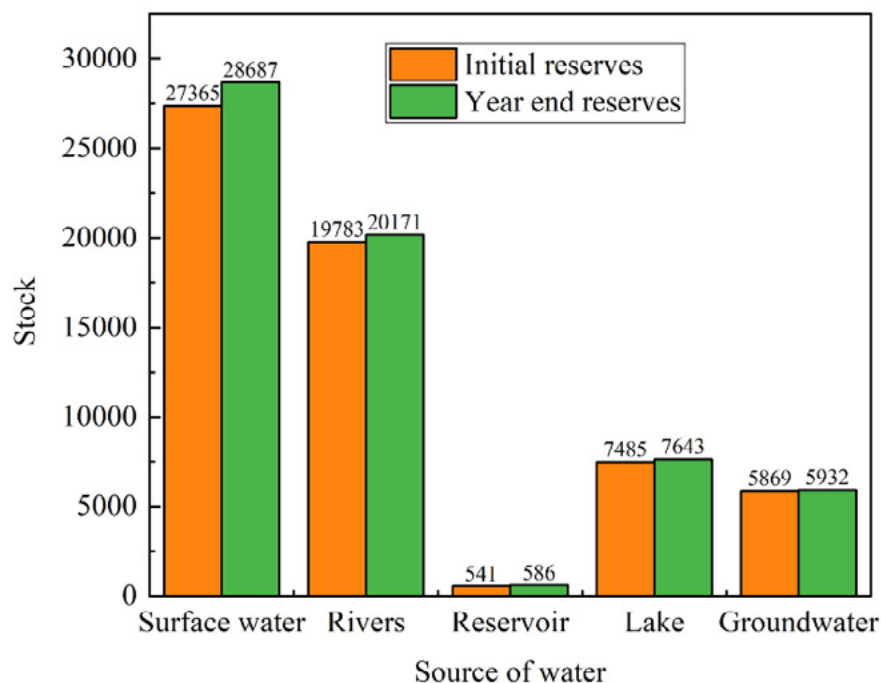 30000
25000
20000
15000
10000
5000
0
Stock
Initial reserves
Year end reserves
27365
28687
19783
20171
541
586
7485
7643
5869
5932
Surface water
Rivers
Reservoir
Lake
Groundwater
Source of water